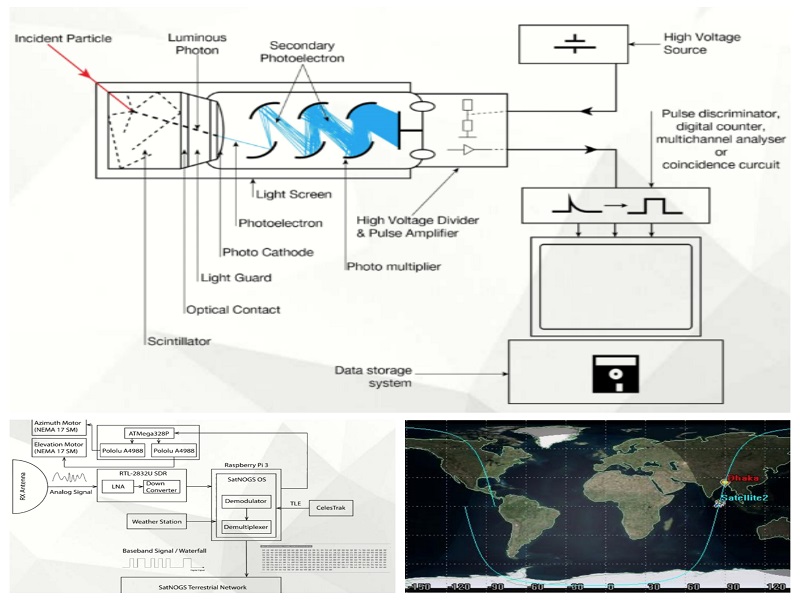 Incident Particle
Luminous
Photon
Secondary
Photoelectron
High Voltage
Source
Pulse discriminator,
digital counter,
multichannel analyser
or
coincidence curcuit
Light Screen
Photoelectron
High Voltage Divider
& Pulse Amplifier
Photo Cathode
Photo multiplier
Light Guard
Optical Contact
Scintillator
Data storage
system
Azimuth Motor
(NEMA 17 SM)
ATMega328P
Elevation Motor
(NEMA 17 SM)
Pololu A4988
Pololu A4988
Raspberry Pi 3
RTL-2832U SDR
SatNOGS OS
RX Antenna
Analog Signal
LNA
Down
Converter
Demodulator
TLE
CelesTrak
Weather Station
Demultiplexer
Baseband Signal / Waterfall
SatNOGS Terrestrial Network
Dhaka
Satellite2
-150 -120 -90 -60 -30 0 30 60 90 120 150